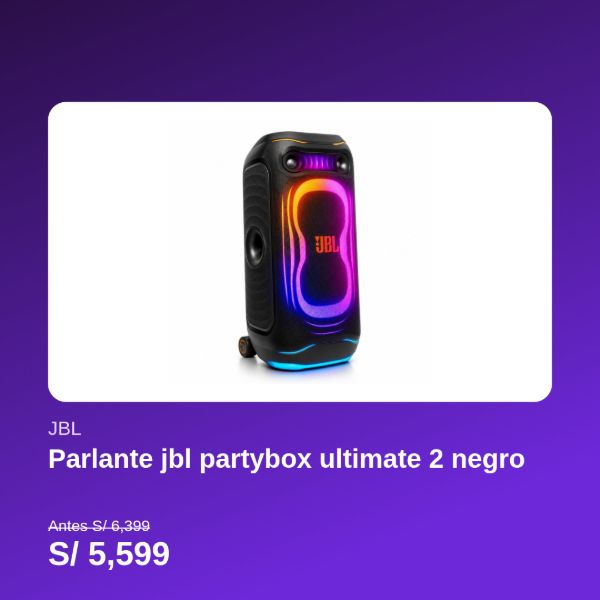 JBL
JBL
Parlante jbl partybox ultimate 2 negro
Antes S/ 6,399
S/ 5,599